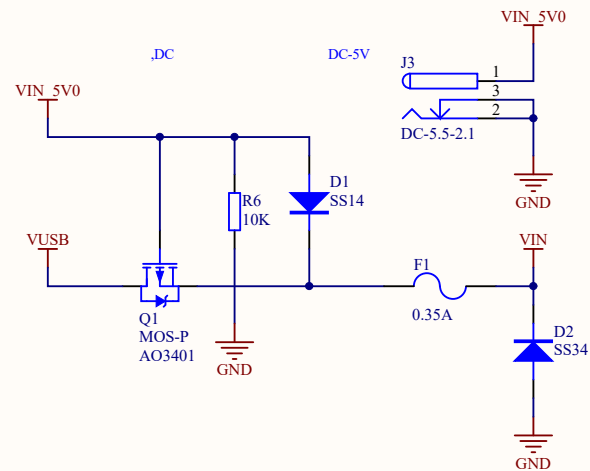 VIN_5V0
,DC
DC-5V
J3
1
3
2
DC-5.5-2.1
GND
VIN_5V0
R6
10K
D1
SS14
VUSB
VIN
F1
0.35A
Q1
MOS-P
AO3401
GND
D2
SS34
GND